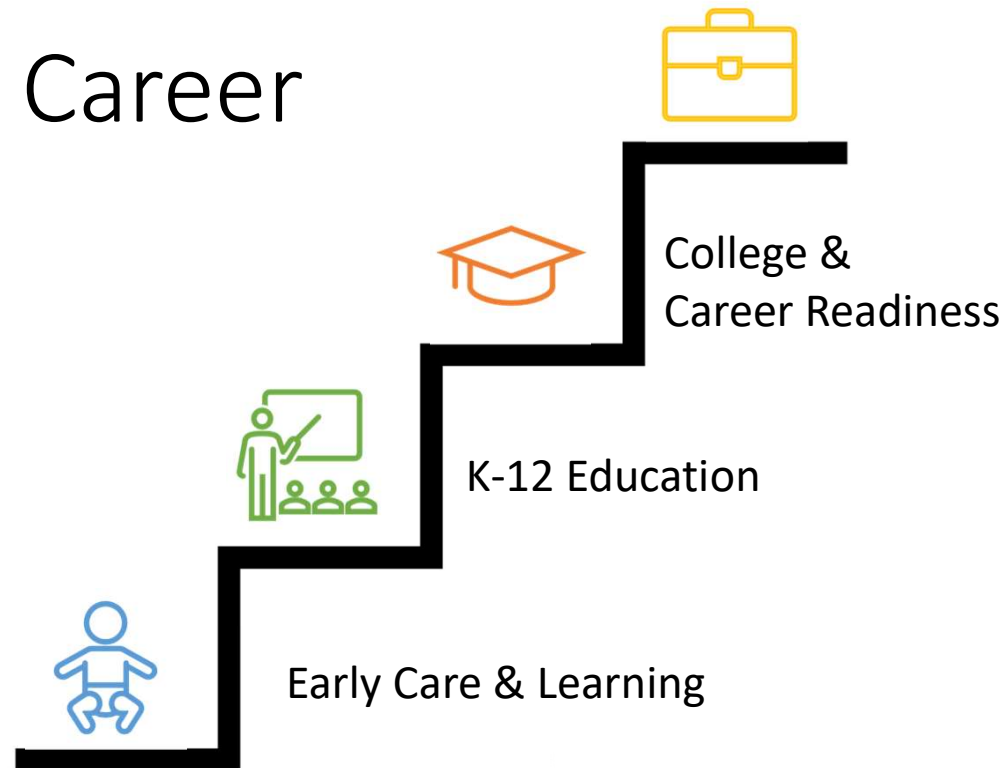 Career
College &
Career Readiness
K-12 Education
Early Care & Learning